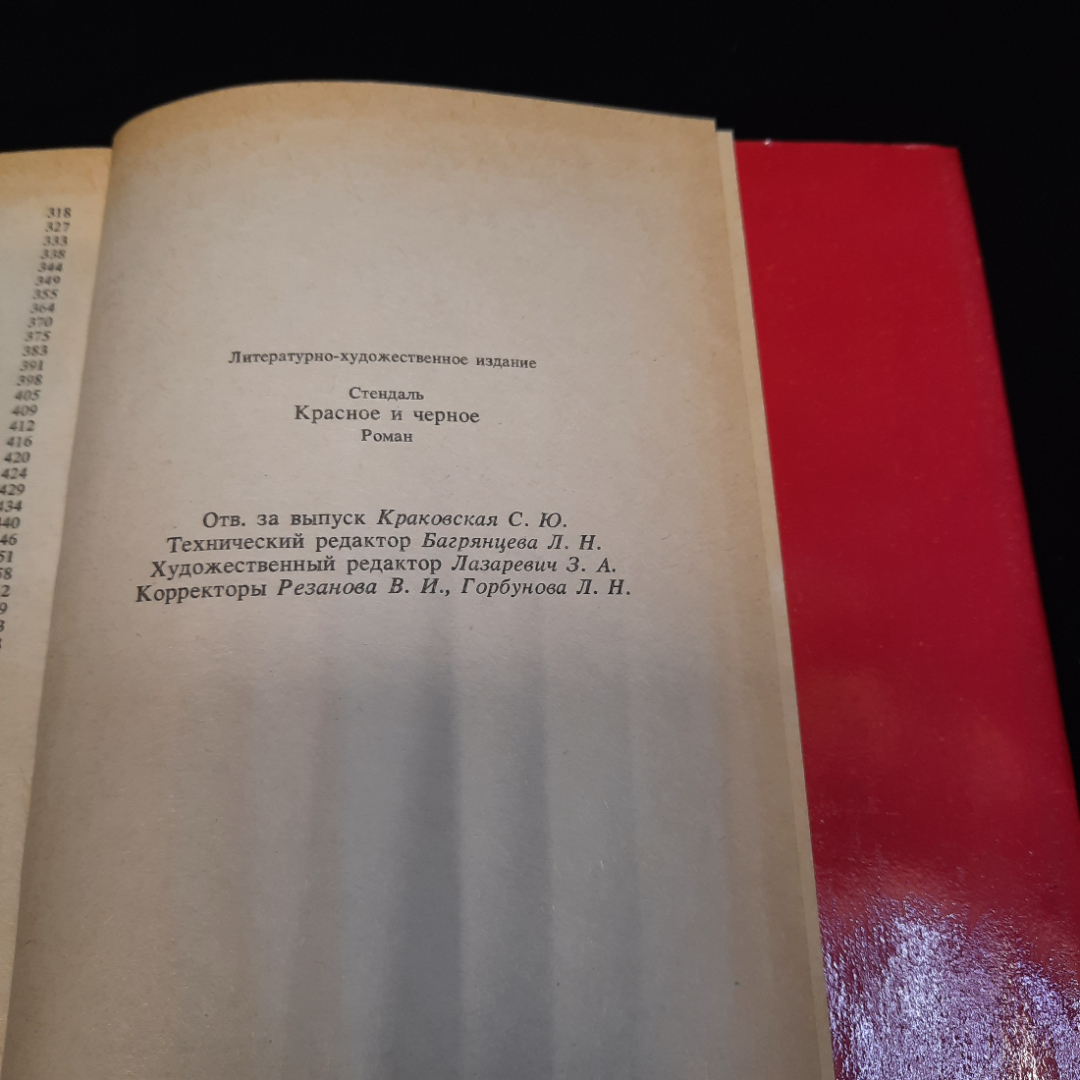 318
327
333
338
344
349
355
364
370
375
383
391
398
405
409
412
416
420
424
429
434
440
Литературно-художественное издание
Стендаль
Красное и черное
Роман
Отв. за выпуск Краковская С. Ю.
Технический редактор Багрянцева Л. Н.
Художественный редактор Лазаревич З. А.
Корректоры Резанова В. И., Горбунова Л. Н.